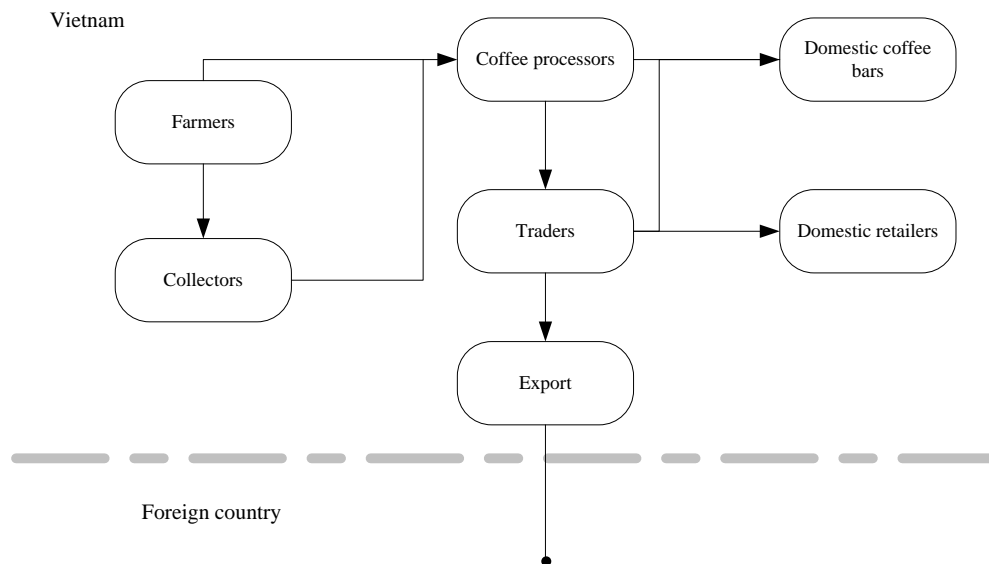 Vietnam
Coffee processors
Domestic coffee
bars
Farmers
Traders
Domestic retailers
Collectors
Export
Foreign country